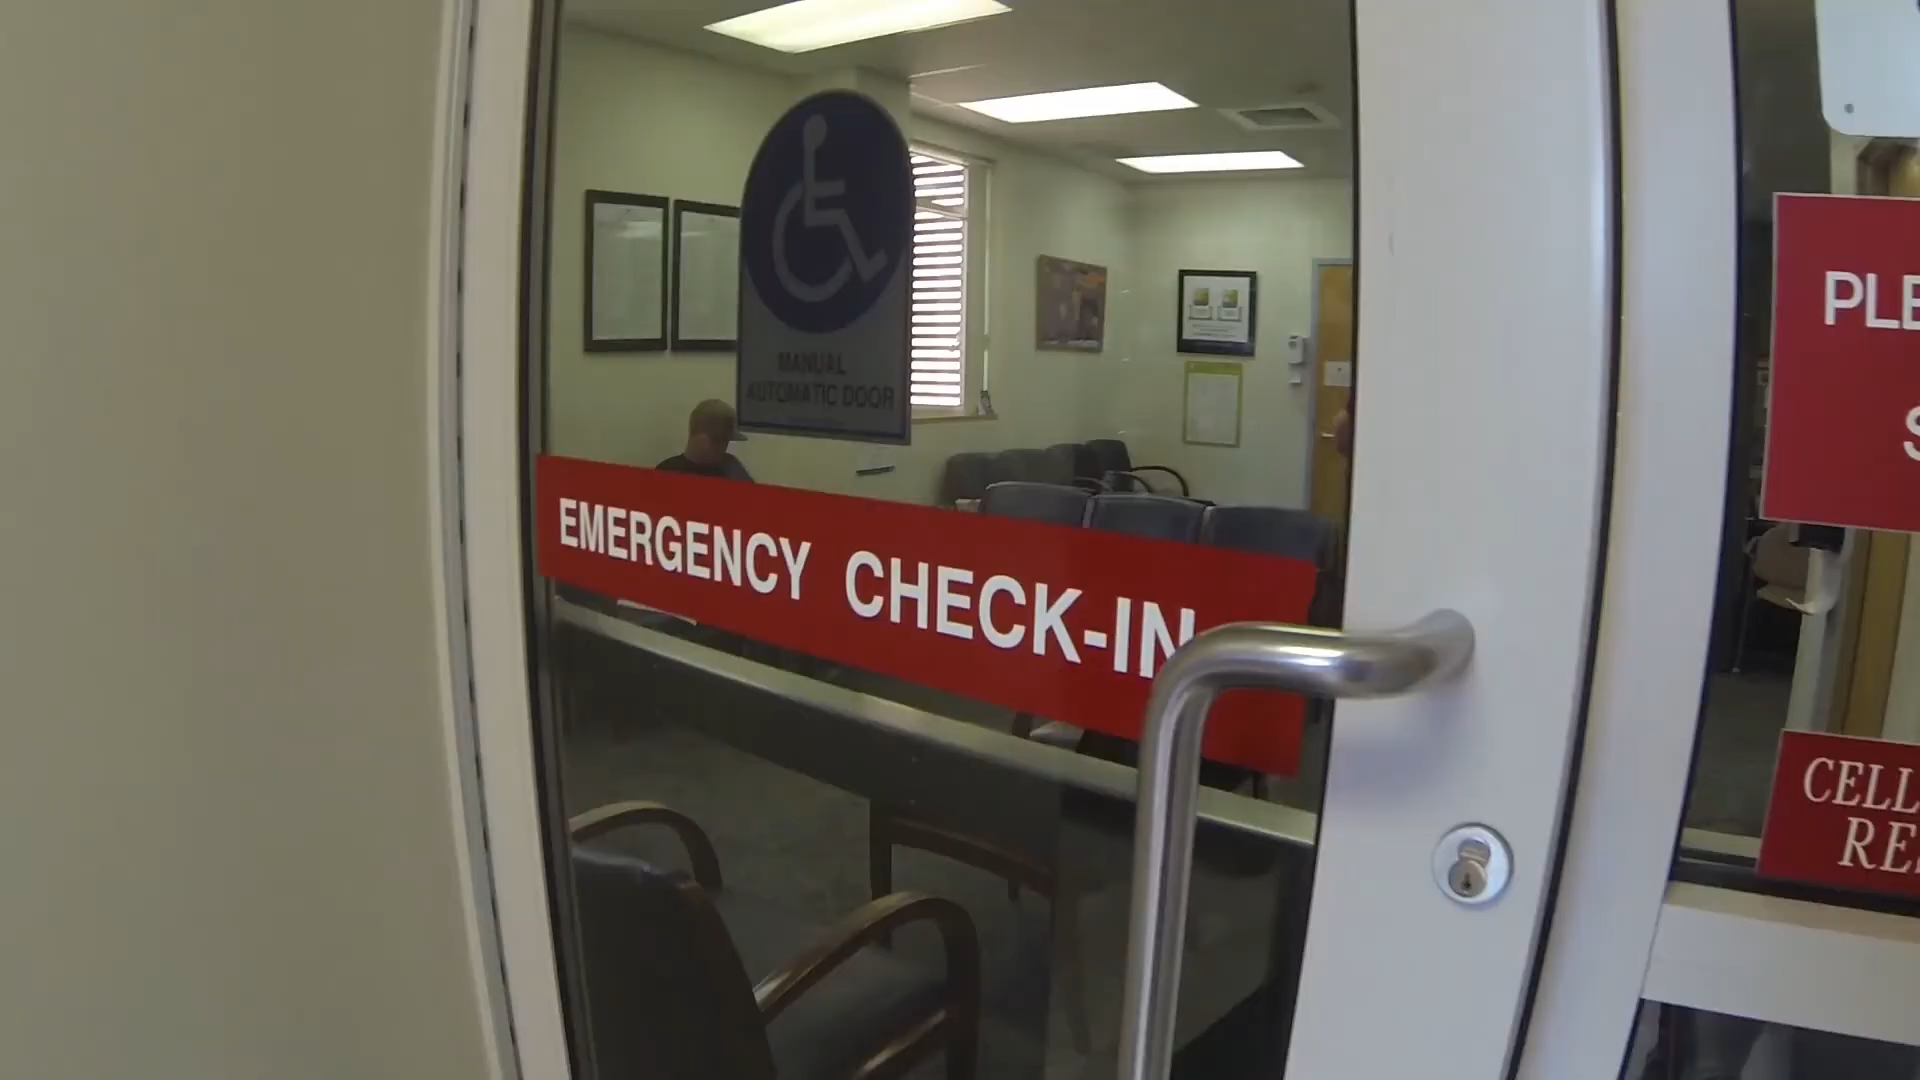 MANUAL
AUTOMATIC DOOR
EMERGENCY CHECK-IN
PLE
S
CELL
RE